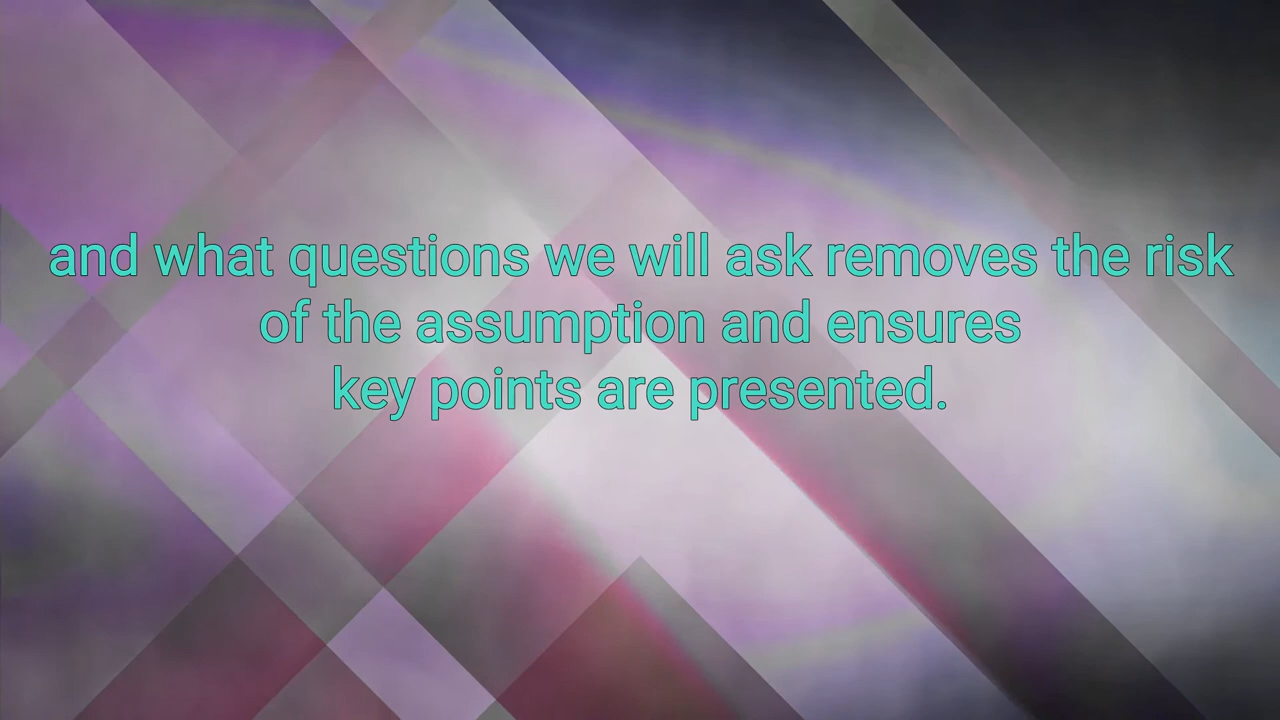 and what questions we will ask removes the risk
of the assumption and ensures
key points are presented.